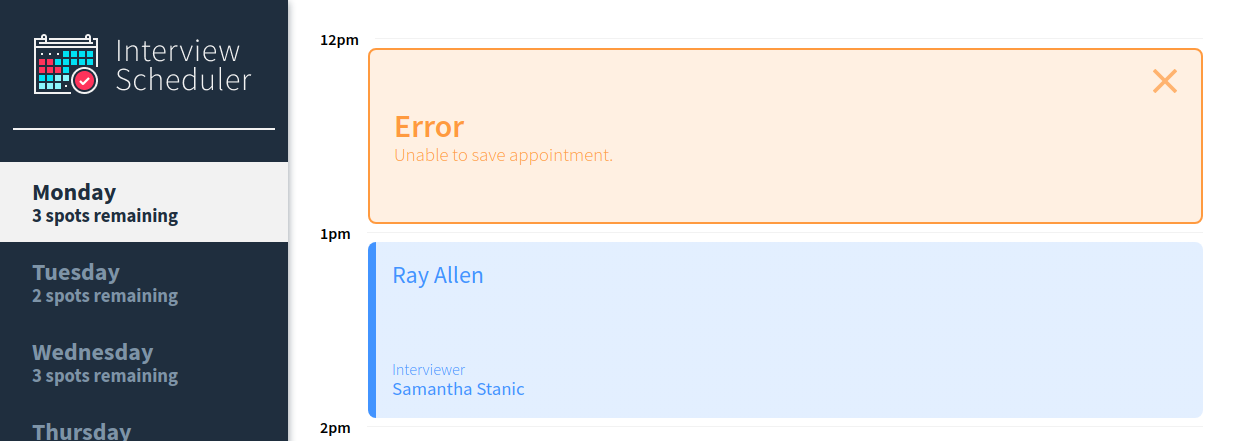 Interview
Scheduler
Monday
3 spots remaining
Tuesday
2 spots remaining
Wednesday
3 spots remaining
Thursday
12pm
Error
Unable to save appointment.
1pm
Ray Allen
Interviewer
Samantha Stanic
2pm